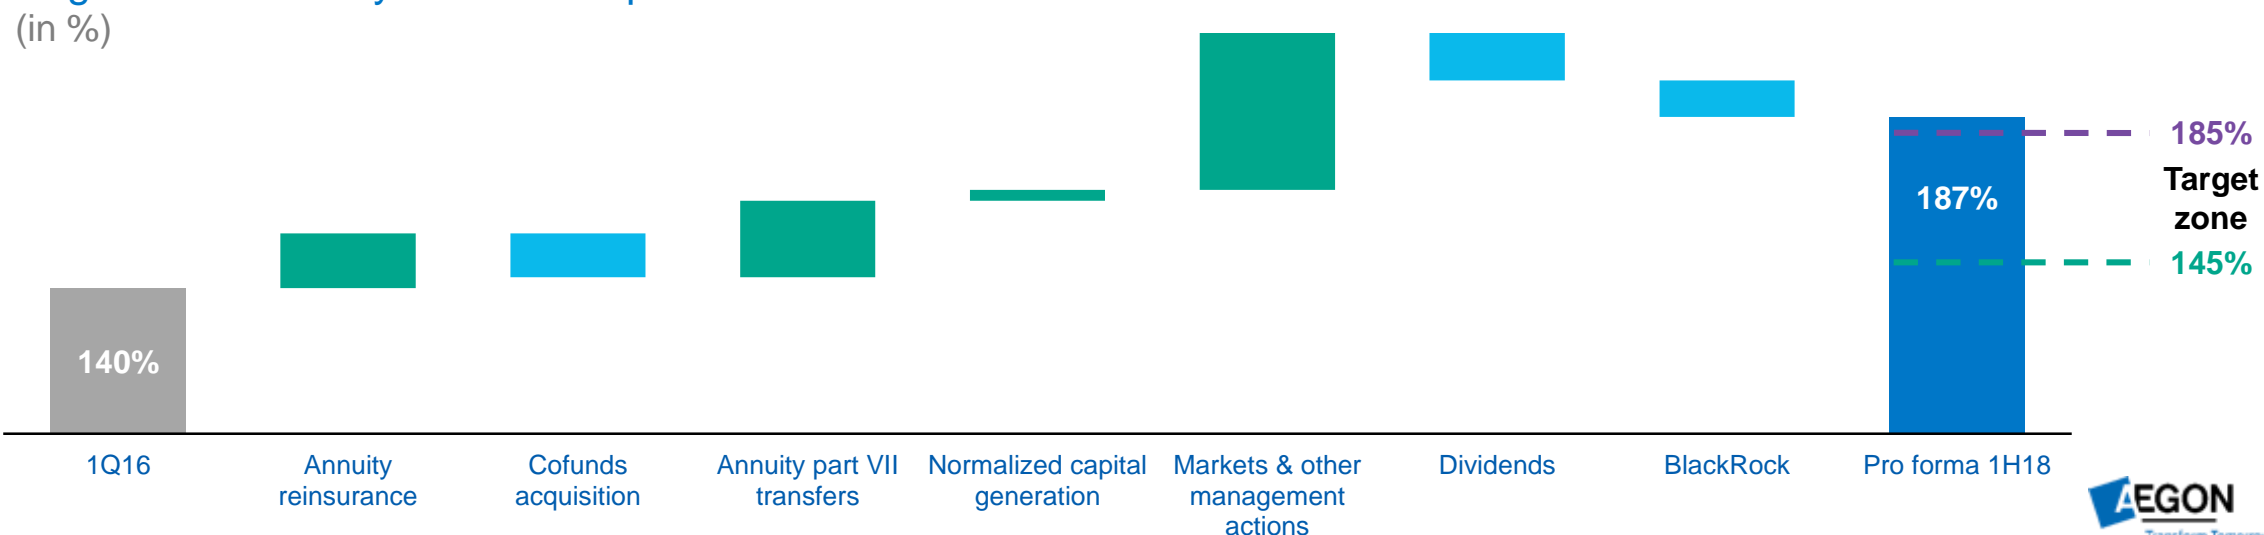 (in %)
185%
Target
zone
187%
145%
140%
1Q16
Annuity
reinsurance
Cofunds
acquisition
Annuity part VII
transfers
Normalized capital
generation
Markets & other
management
actions
Dividends
BlackRock
Pro forma 1H18
AEGON